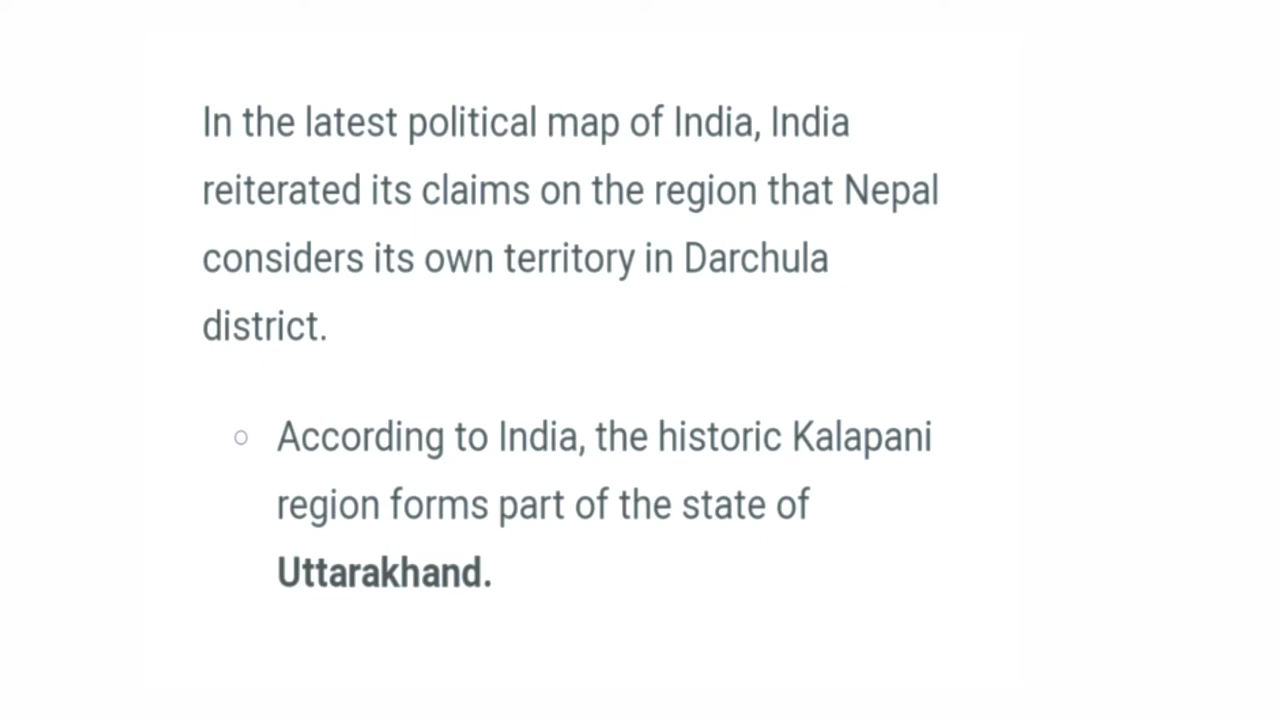 In the latest political map of India, India
reiterated its claims on the region that Nepal
considers its own territory in Darchula
district.
According to India, the historic Kalapani
region forms part of the state of
Uttarakhand.